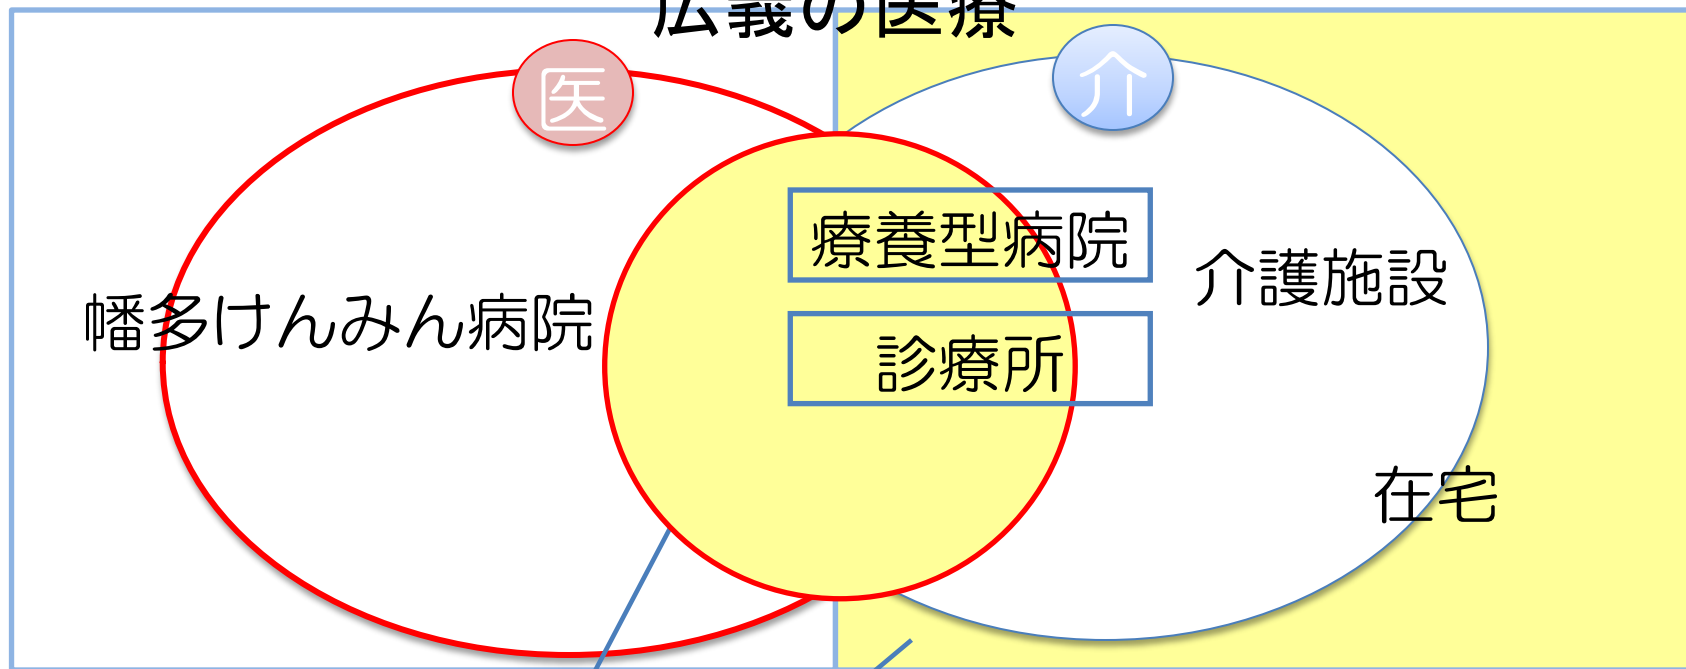 広義の医療
医
介
療養型病院
介護施設
幡多けんみん病院
診療所
在宅